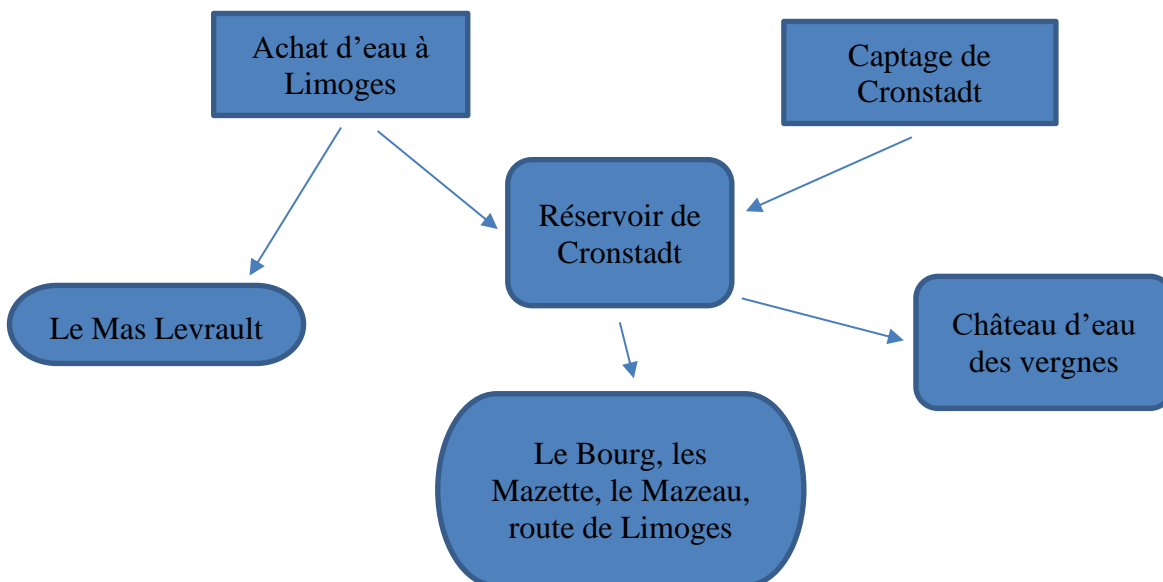 Achat d’eau à
Limoges
Captage de
Cronstadt
Réservoir de
Cronstadt
Le Mas Levrault
Château d’eau
des vergnes
Le Bourg, les
Mazette, le Mazeau,
route de Limoges